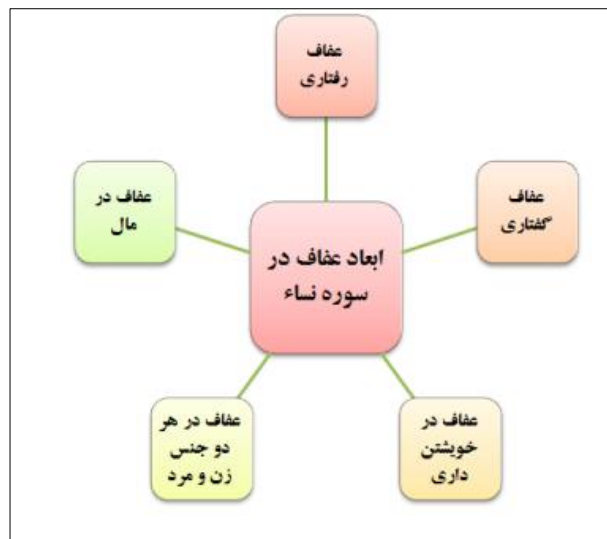 عفاف
رفتاری
عفاف
گفتاری
عفاف در
مال
ابعاد عفاف در
سوره نساء
عفاف در
خویشتن
داری
عفاف در هر
دو جنس
زن و مرد